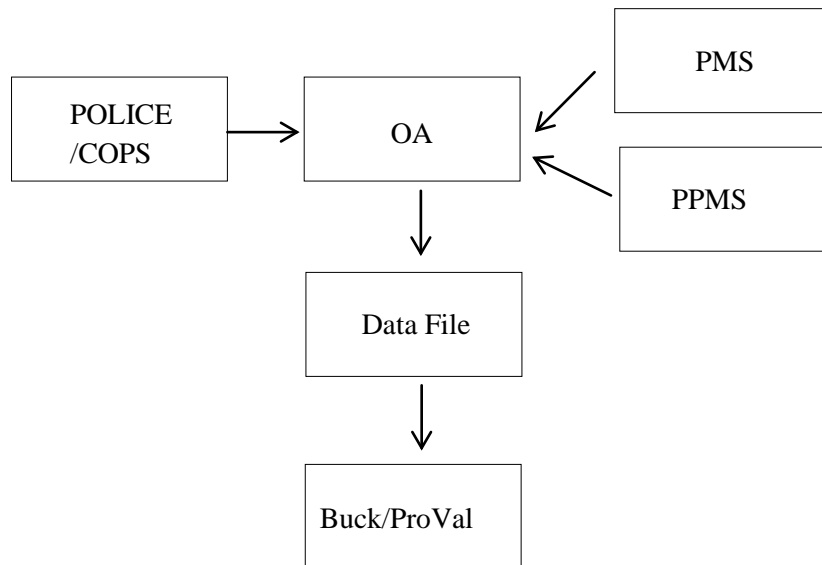 PMS
POLICE
/COPS
OA
PPMS
Data File
Buck/ProVal